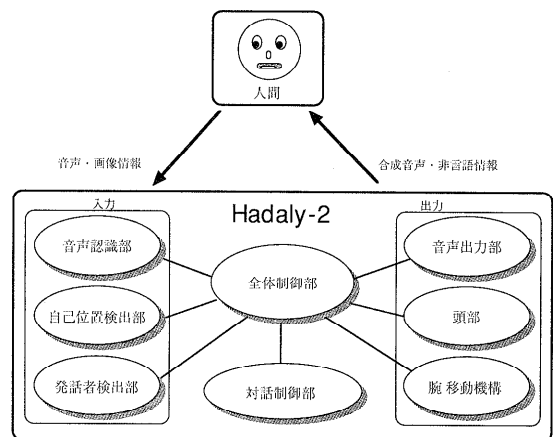 人間
音声・画像情報
合成音声・非言語情報
入力
Hadaly-2
出力
音声認識部
音声出力部
全体制御部
自己位置検出部
頭部
発話者検出部
対話制御部
腕 移動機構